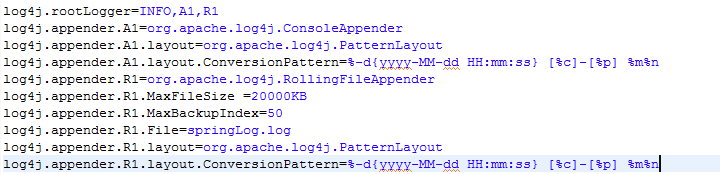 log4j.rootLogger=INFO,A1,R1
log4j.appender.A1=org.apache.log4j.ConsoleAppender
log4j.appender.A1.layout=org.apache.log4j.PatternLayout
log4j.appender.A1.layout.ConversionPattern=%-d{yyyy-MM-dd HH:mm:ss} [%c]-[%p] %m%n
log4j.appender.R1=org.apache.log4j.RollingFileAppender
log4j.appender.R1.MaxFileSize =20000KB
log4j.appender.R1.MaxBackupIndex=50
log4j.appender.R1.File=springLog.log
log4j.appender.R1.layout=org.apache.log4j.PatternLayout
log4j.appender.R1.layout.ConversionPattern=%-d{yyyy-MM-dd HH:mm:ss} [%c]-[%p] %m%n